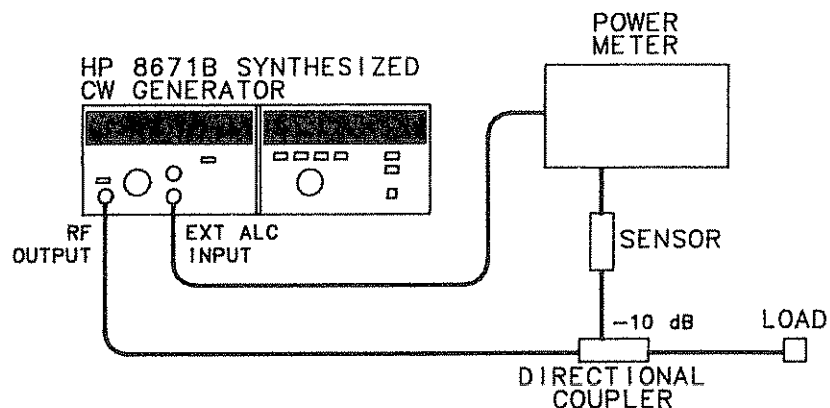 POWER
METER
HP 8671B SYNTHESIZED
CW GENERATOR
RF
OUTPUT
EXT ALC
INPUT
SENSOR
-10 dB
LOAD
DIRECTIONAL
COUPLER